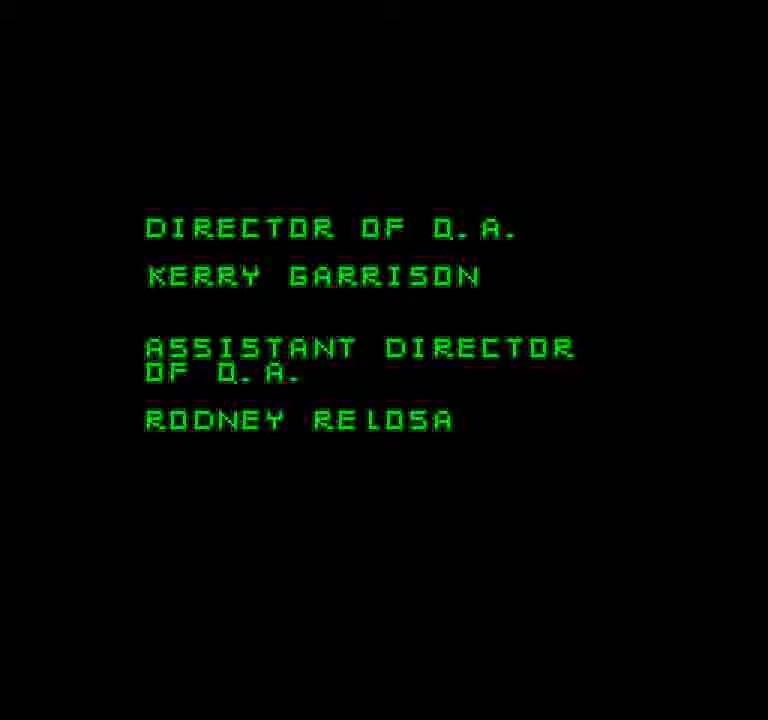 DIRECTOR OF Q.A.
KERRY GARRISON
ASSISTANT DIRECTOR
OF Q.A.
RODNEY RELOSA